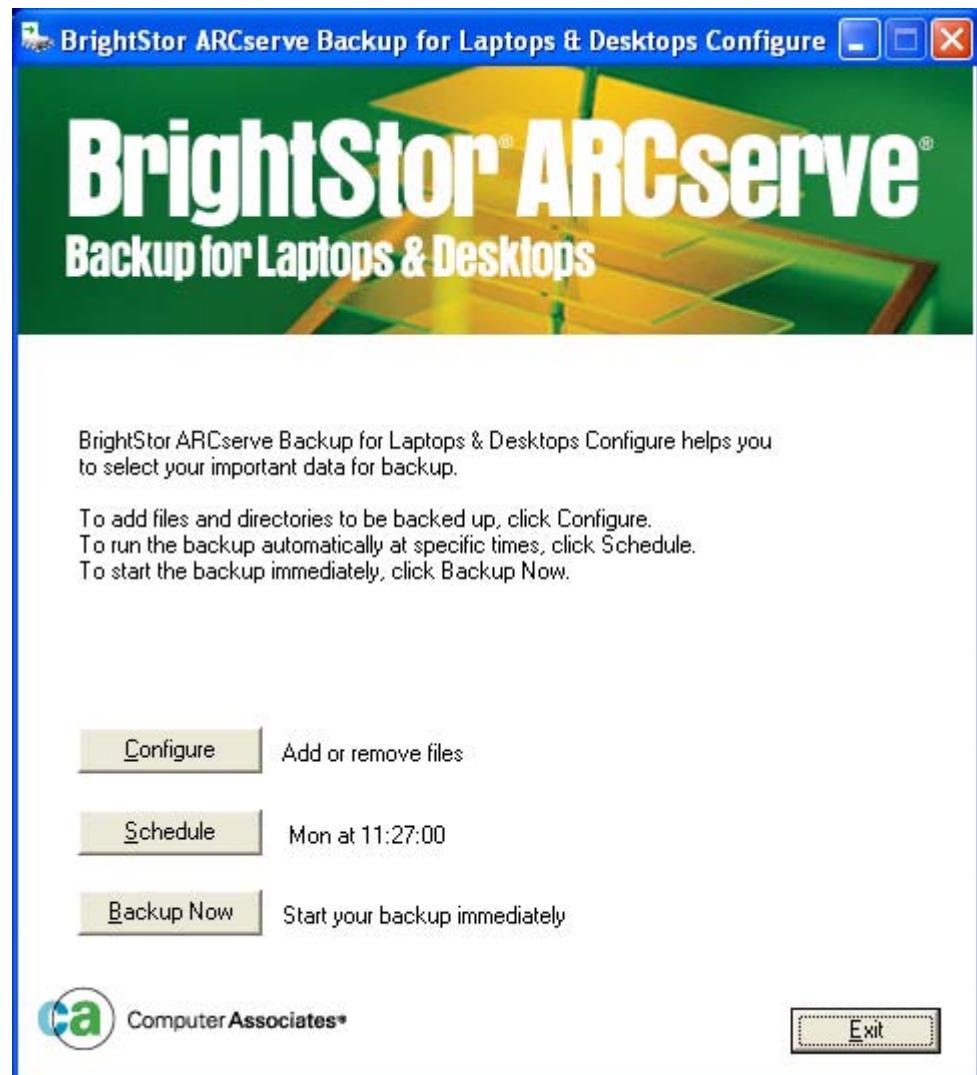 BrightStor ARCserve Backup for Laptops & Desktops Configure
BrightStor® ARCserve®
Backup for Laptops & Desktops
BrightStor ARCserve Backup for Laptops & Desktops Configure helps you
to select your important data for backup.
To add files and directories to be backed up, click Configure.
To run the backup automatically at specific times, click Schedule.
To start the backup immediately, click Backup Now.
Configure Add or remove files
Schedule Mon at 11:27:00
Backup Now Start your backup immediately
ca Computer Associates®
Exit